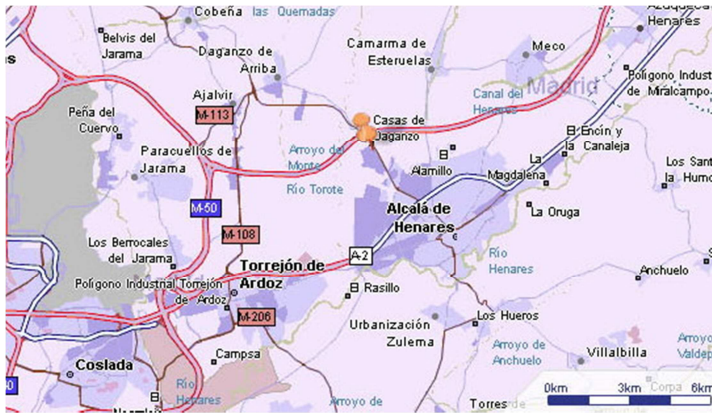 Cobeña
las Quemadas
Henares
Belvis del
Jarama
Daganzo de
Arriba
Camarma de
Esteruelas
Meco
Madrid
Poligono Indust
de Miralcampo-
Ajalvir
M-113
Canal del
Henares
Peña del
Cuervo
Casas de
Daganzo
El Encín y
Canaleja
Paracuellos de
Jarama
Arroyo del
Monte
Alamillo
La
Magdalena
Los Sant
la Humo
Río Torote
M-50
Alcalá de
Henares
La Oruga
M-108
Los Berrocales
del Jarama
A-2
Río
Henares
Torrejón de
Ardoz
Poligono Industrial Torrejón
de Ardoz
El Rasillo
Anchuelo
M-206
Urbanización
Zulema
Los Hueros
Campsa
Coslada
Arroyo de
Anchuelo
Villalbilla
Arroyo
Valdep
Río
Henares
Arroyo de
Torres
Corpa
0km
3km
6km